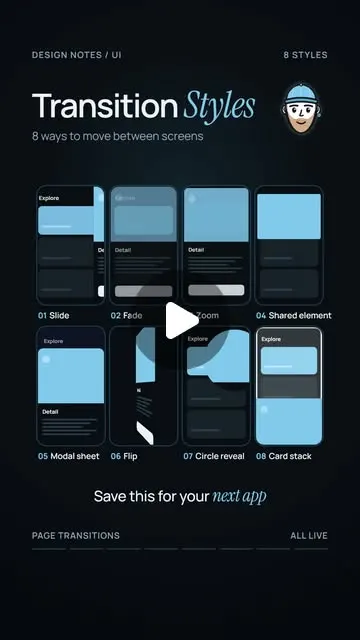 DESIGN NOTES / UI
8 STYLES
Transition Styles
8 ways to move between screens
Explore
Detail
Detail
Detail
01 Slide
02 Fade
Zoom
04 Shared element
Explore
Detail
Explore
Explore
05 Modal sheet
06 Flip
07 Circle reveal
08 Card stack
Save this for your next app
PAGE TRANSITIONS
ALL LIVE